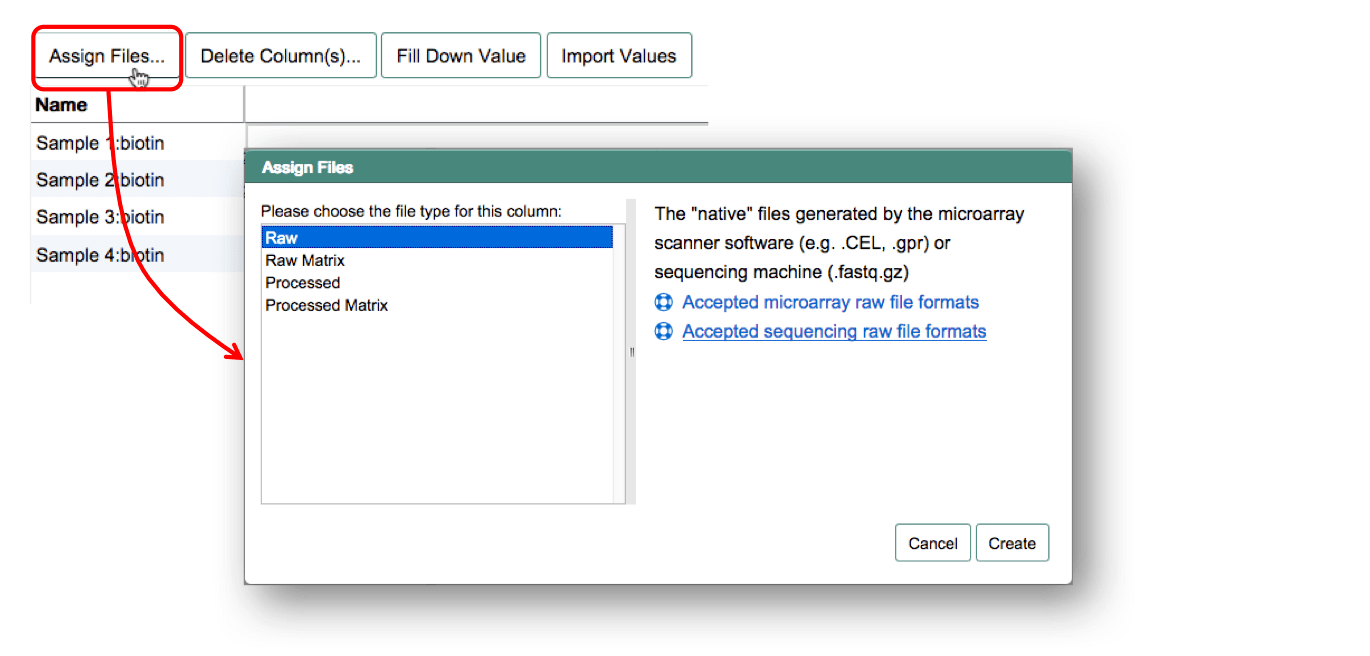 Assign Files... Delete Column(s)... Fill Down Value Import Values
Name
Sample 1:biotin
Sample 2:biotin
Sample 3:biotin
Sample 4:biotin
Assign Files
Please choose the file type for this column:
Raw
Raw Matrix
Processed
Processed Matrix
The "native" files generated by the microarray
scanner software (e.g. .CEL, .gpr) or
sequencing machine (.fastq.gz)
Accepted microarray raw file formats
Accepted sequencing raw file formats
Cancel Create